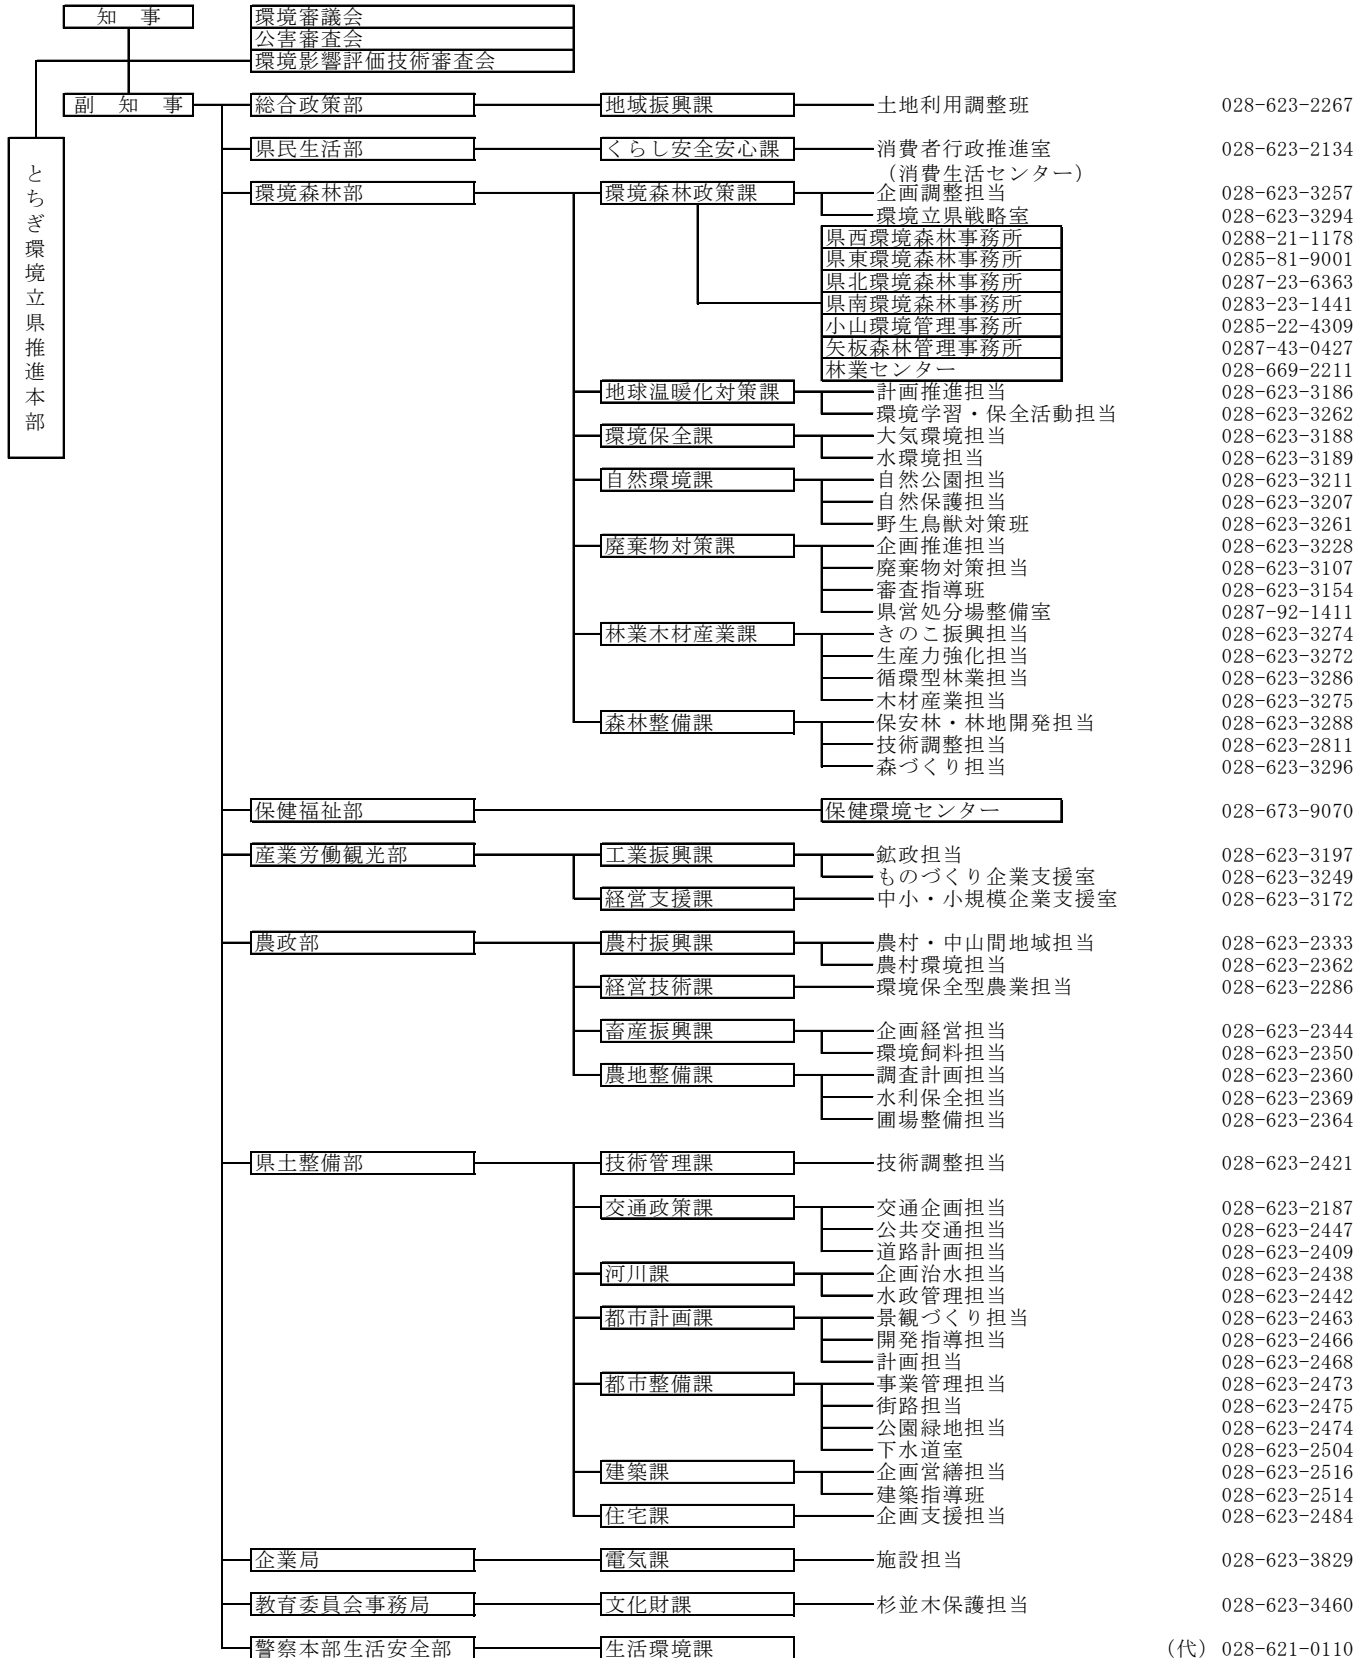 知 事
環境審議会
公害審査会
環境影響評価技術審査会
副 知 事 総合政策部 地域振興課 土地利用調整班 028-623-2267
とちぎ環境立県推進本部
県民生活部 くらし安全安心課 消費者行政推進室 028-623-2134
（消費生活センター）
環境森林部 環境森林政策課 企画調整担当 028-623-3257
環境立県戦略室 028-623-3294
県西環境森林事務所 0288-21-1178
県東環境森林事務所 0285-81-9001
県北環境森林事務所 0287-23-6363
県南環境森林事務所 0283-23-1441
小山環境管理事務所 0285-22-4309
矢板森林管理事務所 0287-43-0427
林業センター 028-669-2211
地球温暖化対策課 計画推進担当 028-623-3186
環境学習・保全活動担当 028-623-3262
環境保全課 大気環境担当 028-623-3188
水環境担当 028-623-3189
自然環境課 自然公園担当 028-623-3211
自然保護担当 028-623-3207
野生鳥獣対策班 028-623-3261
廃棄物対策課 企画推進担当 028-623-3228
廃棄物対策担当 028-623-3107
審査指導班 028-623-3154
県営処分場整備室 0287-92-1411
林業木材産業課 きのこ振興担当 028-623-3274
生産力強化担当 028-623-3272
循環型林業担当 028-623-3286
木材産業担当 028-623-3275
森林整備課 保安林・林地開発担当 028-623-3288
技術調整担当 028-623-2811
森づくり担当 028-623-3296
保健福祉部 保健環境センター 028-673-9070
産業労働観光部 工業振興課 鉱政担当 028-623-3197
ものづくり企業支援室 028-623-3249
経営支援課 中小・小規模企業支援室 028-623-3172
農政部 農村振興課 農村・中山間地域担当 028-623-2333
農村環境担当 028-623-2362
経営技術課 環境保全型農業担当 028-623-2286
畜産振興課 企画経営担当 028-623-2344
環境飼料担当 028-623-2350
農地整備課 調査計画担当 028-623-2360
水利保全担当 028-623-2369
圃場整備担当 028-623-2364
県土整備部 技術管理課 技術調整担当 028-623-2421
交通政策課 交通企画担当 028-623-2187
公共交通担当 028-623-2447
道路計画担当 028-623-2409
河川課 企画治水担当 028-623-2438
水政管理担当 028-623-2442
都市計画課 景観づくり担当 028-623-2463
開発指導担当 028-623-2466
計画担当 028-623-2468
都市整備課 事業管理担当 028-623-2473
街路担当 028-623-2475
公園緑地担当 028-623-2474
下水道室 028-623-2504
建築課 企画営繕担当 028-623-2516
建築指導班 028-623-2514
住宅課 企画支援担当 028-623-2484
企業局 電気課 施設担当 028-623-3829
教育委員会事務局 文化財課 杉並木保護担当 028-623-3460
警察本部生活安全部 生活環境課 （代）028-621-0110